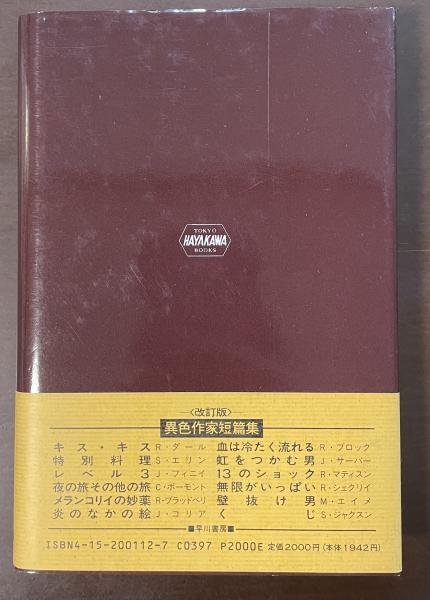 TOKYO
HAYAKAWA
BOOKS
〈改訂版〉
異色作家短篇集
キス・キス R・ダール 血は冷たく流れる R・ブロック
特別料理 S・エリン 虹をつかむ男 J・サーバー
レベル3 J・フィニイ 13のショック R・マティスン
夜の旅その他の旅 C・ボーモント 無限がいっぱい R・シェクリイ
メランコリイの妙薬 R・ブラッドベリ 壁抜け男 M・エイメ
炎のなかの絵 J・コリア くじ S・ジャクスン
■早川書房■
ISBN4-15-200112-7 C0397 P2000E 定価2000円(本体1942円)